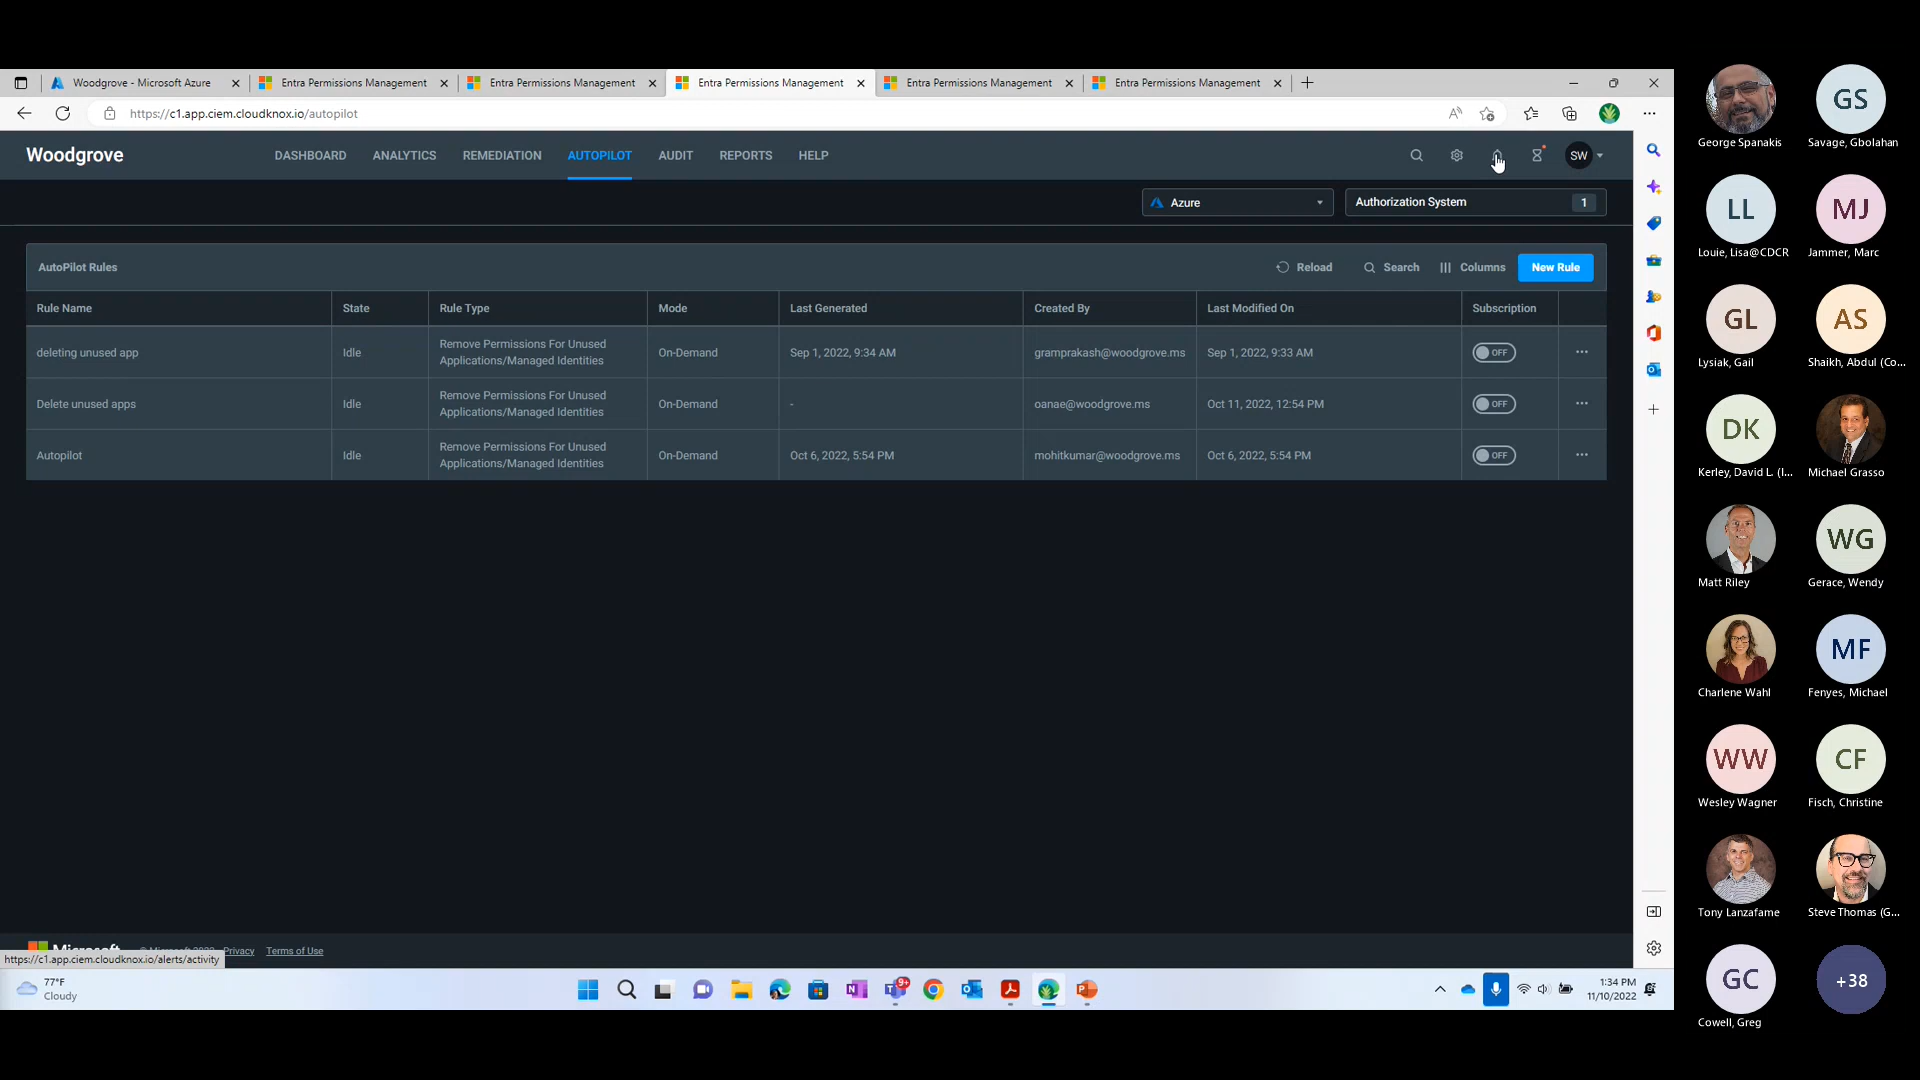 Woodgrove - Microsoft Azure
Entra Permissions Management
Entra Permissions Management
Entra Permissions Management
Entra Permissions Management
Entra Permissions Management
https://c1.app.ciem.cloudknox.io/autopilot
Woodgrove
DASHBOARD ANALYTICS REMEDIATION AUTOPILOT AUDIT REPORTS HELP
SW
Azure
Authorization System 1
AutoPilot Rules
Reload Search Columns New Rule
Rule Name State Rule Type Mode Last Generated Created By Last Modified On Subscription
deleting unused app Idle Remove Permissions For Unused
Applications/Managed Identities On-Demand Sep 1, 2022, 9:34 AM gramprakash@woodgrove.ms Sep 1, 2022, 9:33 AM OFF
Delete unused apps Idle Remove Permissions For Unused
Applications/Managed Identities On-Demand - oanae@woodgrove.ms Oct 11, 2022, 12:54 PM OFF
Autopilot Idle Remove Permissions For Unused
Applications/Managed Identities On-Demand Oct 6, 2022, 5:54 PM mohitkumar@woodgrove.ms Oct 6, 2022, 5:54 PM OFF
Microsoft © Microsoft 2022 Privacy Terms of Use
https://c1.app.ciem.cloudknox.io/alerts/activity
77°F
Cloudy
9+
1:34 PM
11/10/2022
George Spanakis
GS
Savage, Gbolahan
LL
Louie, Lisa@CDCR
MJ
Jammer, Marc
GL
Lysiak, Gail
AS
Shaikh, Abdul (Co...
DK
Kerley, David L. (I...
Michael Grasso
Matt Riley
WG
Gerace, Wendy
Charlene Wahl
MF
Fenyes, Michael
WW
Wesley Wagner
CF
Fisch, Christine
Tony Lanzafame
Steve Thomas (G...
GC
Cowell, Greg
+38